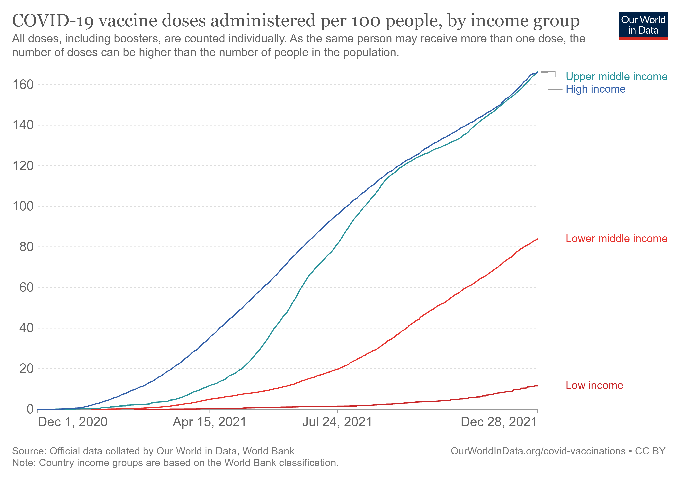 COVID-19 vaccine doses administered per 100 people, by income group
Our World
in Data
All doses, including boosters, are counted individually. As the same person may receive more than one dose, the
number of doses can be higher than the number of people in the population.
160
140
120
100
80
60
40
20
0
Upper middle income
High income
Lower middle income
Low income
Dec 1, 2020
Apr 15, 2021
Jul 24, 2021
Dec 28, 2021
Source: Official data collated by Our World in Data, World Bank
OurWorldInData.org/covid-vaccinations • CC BY
Note: Country income groups are based on the World Bank classification.